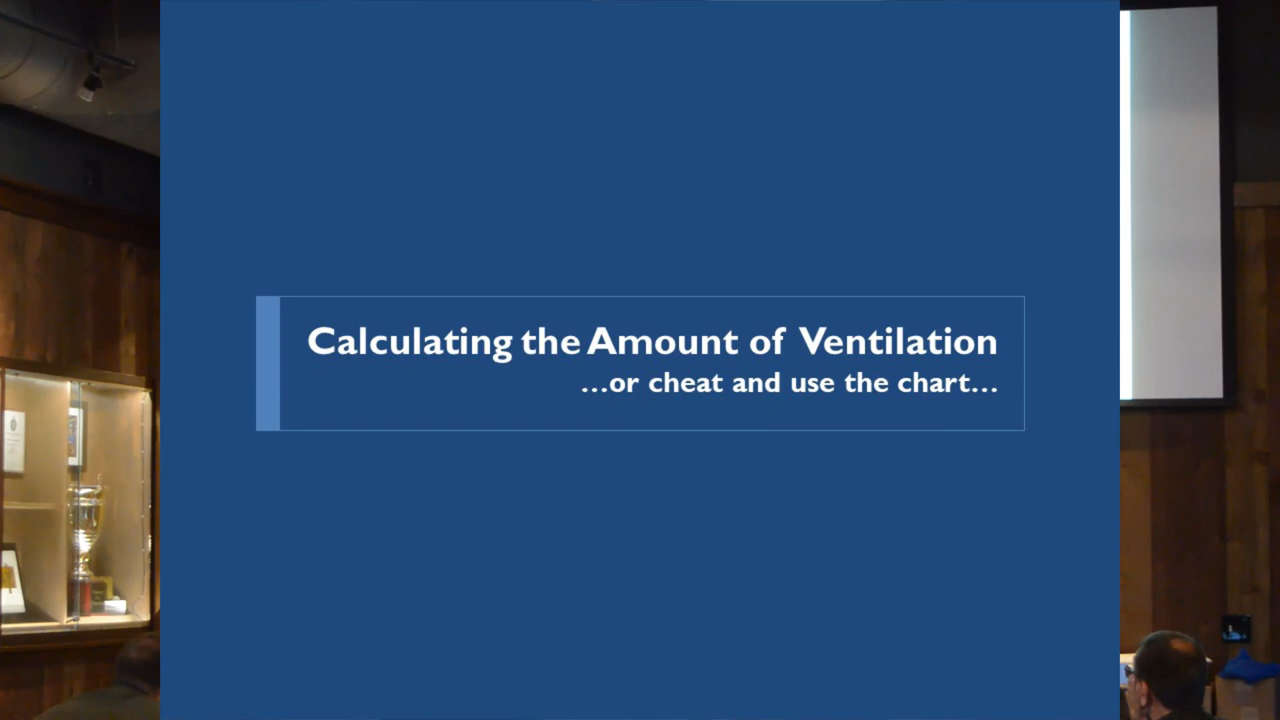 Calculating the Amount of Ventilation
...or cheat and use the chart...